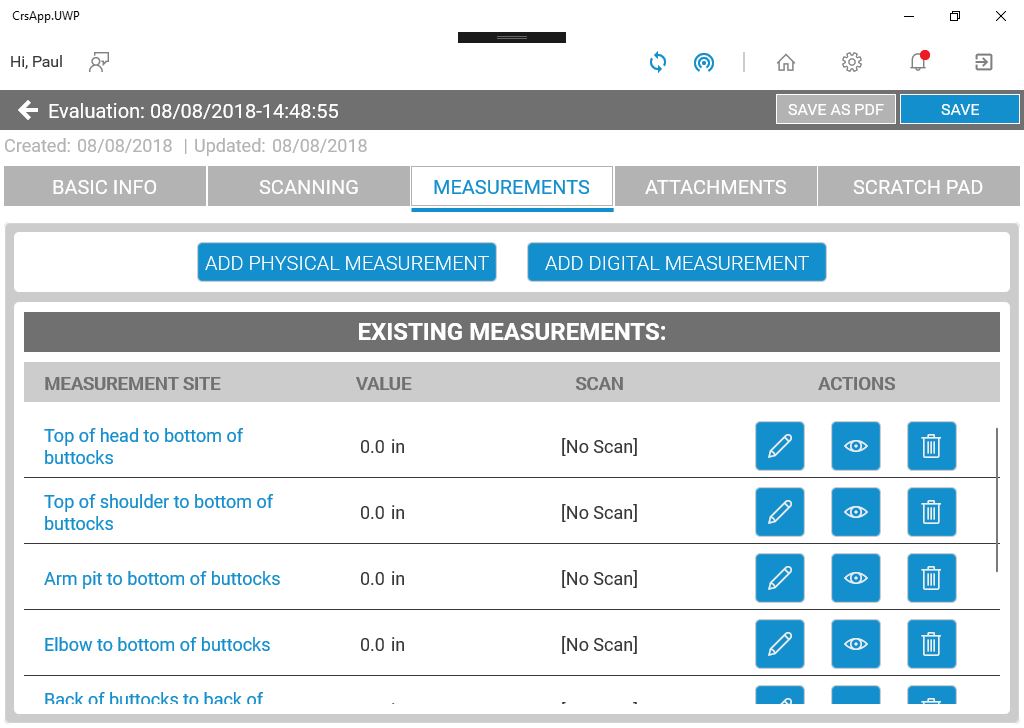 CrsApp.UWP
Hi, Paul
Evaluation: 08/08/2018-14:48:55
SAVE AS PDF
SAVE
Created: 08/08/2018 | Updated: 08/08/2018
BASIC INFO
SCANNING
MEASUREMENTS
ATTACHMENTS
SCRATCH PAD
ADD PHYSICAL MEASUREMENT
ADD DIGITAL MEASUREMENT
EXISTING MEASUREMENTS:
MEASUREMENT SITE VALUE SCAN ACTIONS
Top of head to bottom of
buttocks
0.0 in
[No Scan]
Top of shoulder to bottom of
buttocks
0.0 in
[No Scan]
Arm pit to bottom of buttocks
0.0 in
[No Scan]
Elbow to bottom of buttocks
0.0 in
[No Scan]
Back of buttocks to back of